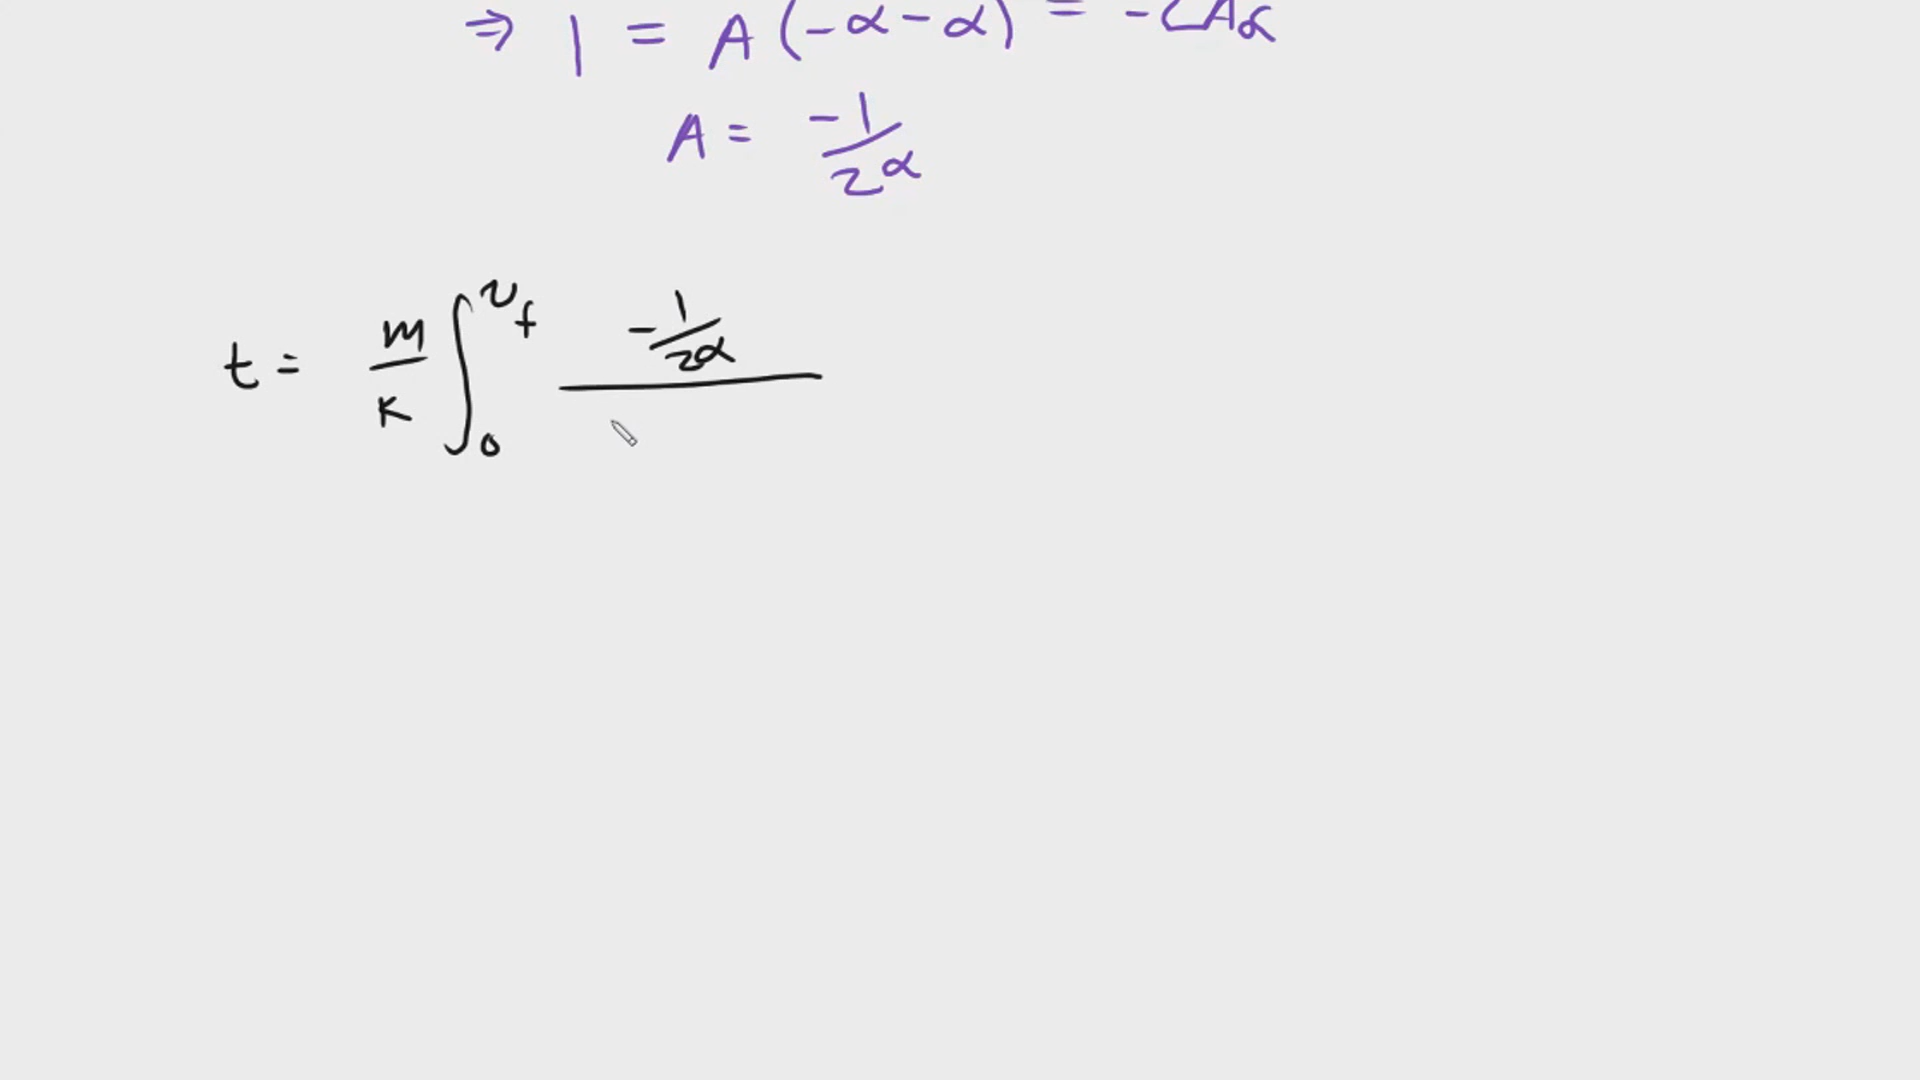 ⇒ 1 = A (-α - α) = -2Aα
A = -1/2α
t = m/k ∫₀^{v_f} (-1/2α)/